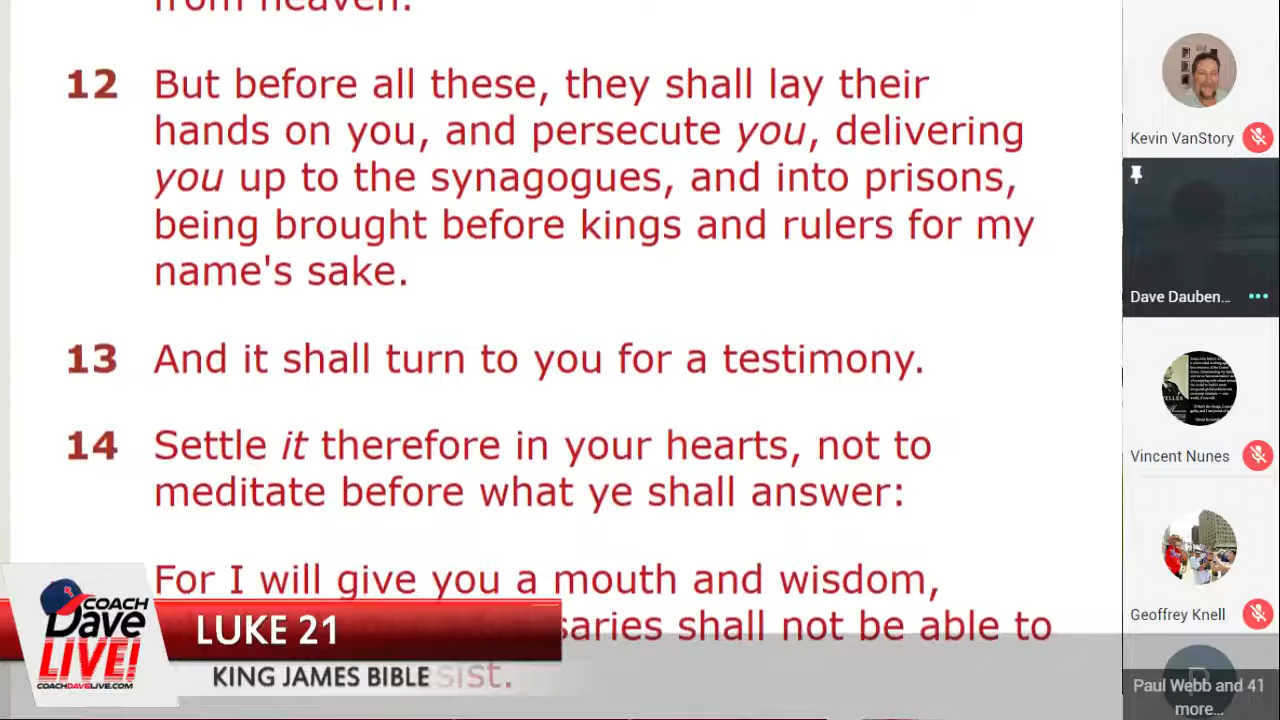 from heaven.
12 But before all these, they shall lay their
hands on you, and persecute you, delivering
you up to the synagogues, and into prisons,
being brought before kings and rulers for my
name's sake.
13 And it shall turn to you for a testimony.
14 Settle it therefore in your hearts, not to
meditate before what ye shall answer:
For I will give you a mouth and wisdom,
saries shall not be able to
sist.
COACH
Dave
LIVE!
COACHDAVELIVE.COM
LUKE 21
KING JAMES BIBLE
Kevin VanStory
Dave Dauben...
Vincent Nunes
Geoffrey Knell
P
Paul Webb and 41
more...